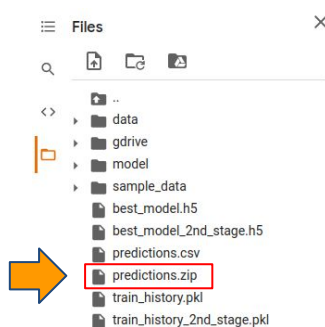 Files
..
data
gdrive
model
sample_data
best_model.h5
best_model_2nd_stage.h5
predictions.csv
predictions.zip
train_history.pkl
train_history_2nd_stage.pkl